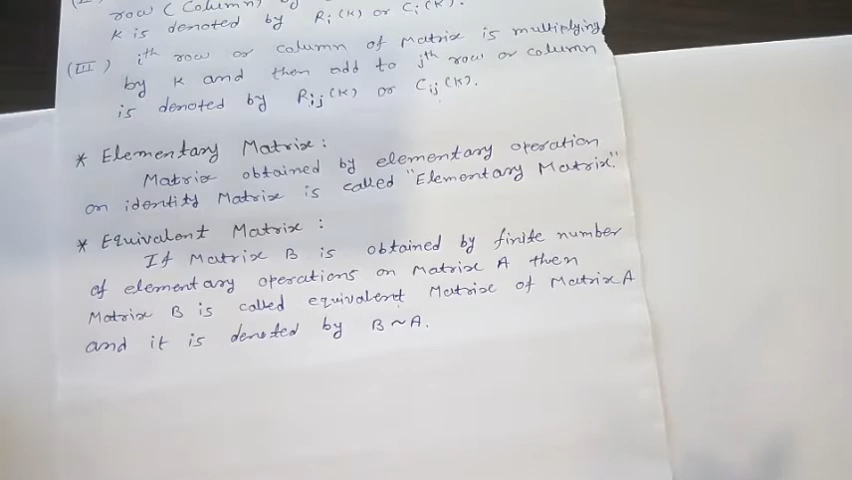 row (Column) by
K is denoted by Ri(K) or Ci(K).
(III) ith row or column of Matrix is multiplying
by K and then add to jth row or column
is denoted by Rij(K) or Cij(K).
* Elementary Matrix:
Matrix obtained by elementary operation
on identity Matrix is called "Elementary Matrix."
* Equivalent Matrix :
If Matrix B is obtained by finite number
of elementary operations on Matrix A then
Matrix B is called equivalent Matrix of Matrix A
and it is denoted by B~A.